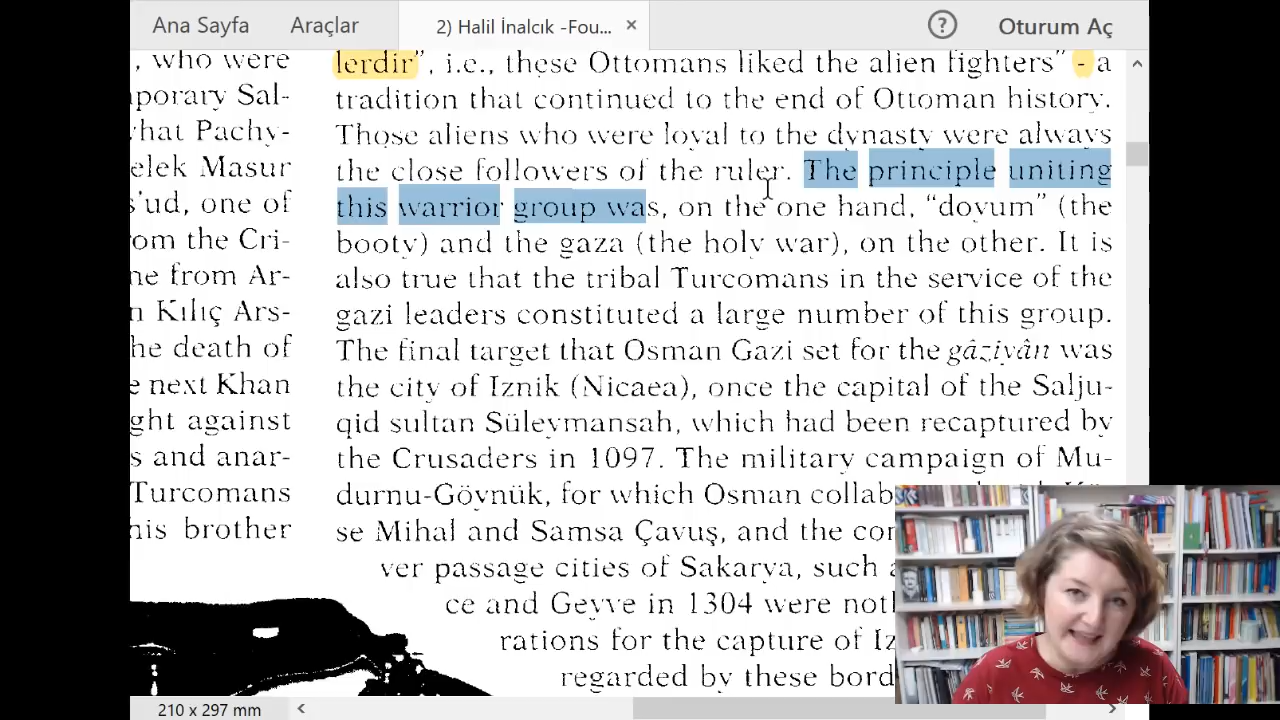 Ana Sayfa
Araçlar
2) Halil İnalcık -Fou...
Oturum Aç
, who were
porary Sal-
hat Pachy-
elek Masur
s'ud, one of
om the Cri-
ne from Ar-
n Kılıç Ars-
he death of
e next Khan
ght against
s and anar-
Turcomans
his brother
lerdir”, i.e., these Ottomans liked the alien fighters” - a
tradition that continued to the end of Ottoman history.
Those aliens who were loyal to the dynasty were always
the close followers of the ruler. The principle uniting
this warrior group was, on the one hand, “doyum” (the
booty) and the gaza (the holy war), on the other. It is
also true that the tribal Turcomans in the service of the
gazi leaders constituted a large number of this group.
The final target that Osman Gazi set for the gâziyân was
the city of Iznik (Nicaea), once the capital of the Salju-
qid sultan Süleymansah, which had been recaptured by
the Crusaders in 1097. The military campaign of Mu-
durnu-Göynük, for which Osman collab
se Mihal and Samsa Çavuş, and the co
ver passage cities of Sakarya, such
ce and Geyve in 1304 were not
rations for the capture of Iz
regarded by these bord
210 x 297 mm